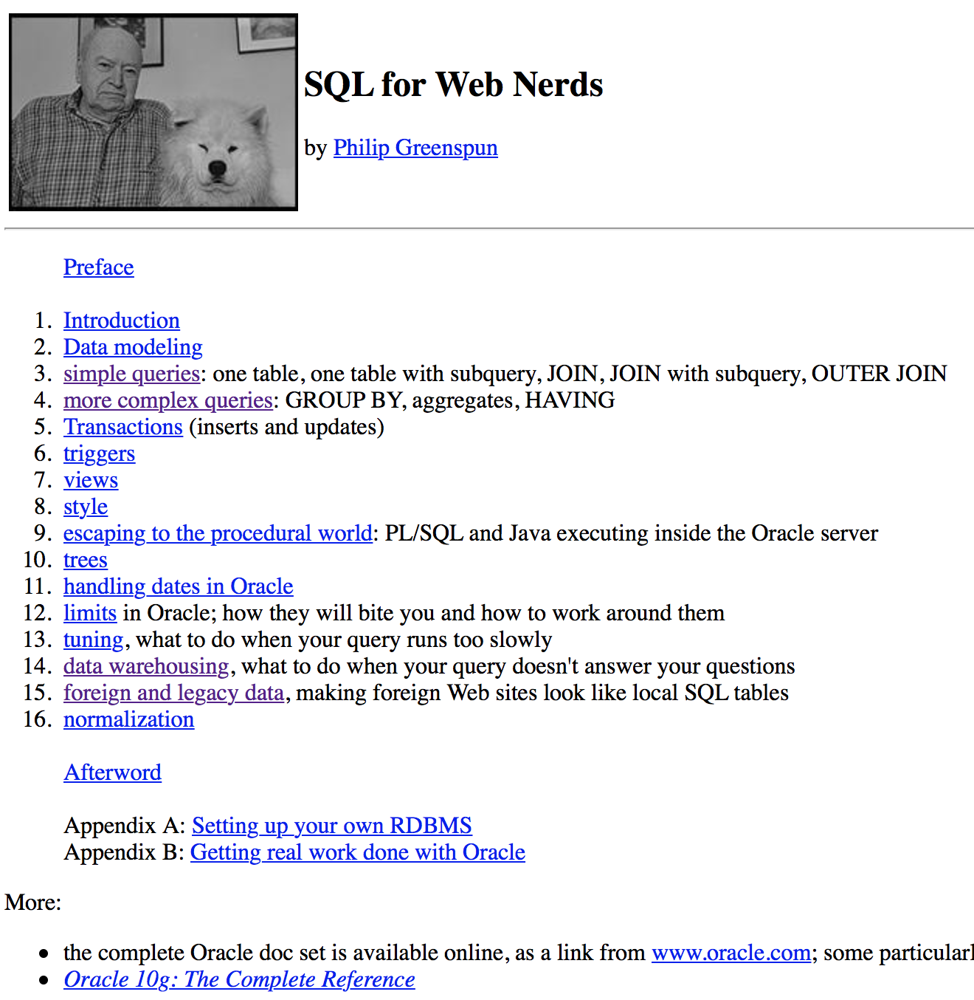 SQL for Web Nerds
by Philip Greenspun
Preface
1. Introduction
2. Data modeling
3. simple queries: one table, one table with subquery, JOIN, JOIN with subquery, OUTER JOIN
4. more complex queries: GROUP BY, aggregates, HAVING
5. Transactions (inserts and updates)
6. triggers
7. views
8. style
9. escaping to the procedural world: PL/SQL and Java executing inside the Oracle server
10. trees
11. handling dates in Oracle
12. limits in Oracle; how they will bite you and how to work around them
13. tuning, what to do when your query runs too slowly
14. data warehousing, what to do when your query doesn't answer your questions
15. foreign and legacy data, making foreign Web sites look like local SQL tables
16. normalization
Afterword
Appendix A: Setting up your own RDBMS
Appendix B: Getting real work done with Oracle
More:
• the complete Oracle doc set is available online, as a link from www.oracle.com; some
• Oracle 10g: The Complete Reference